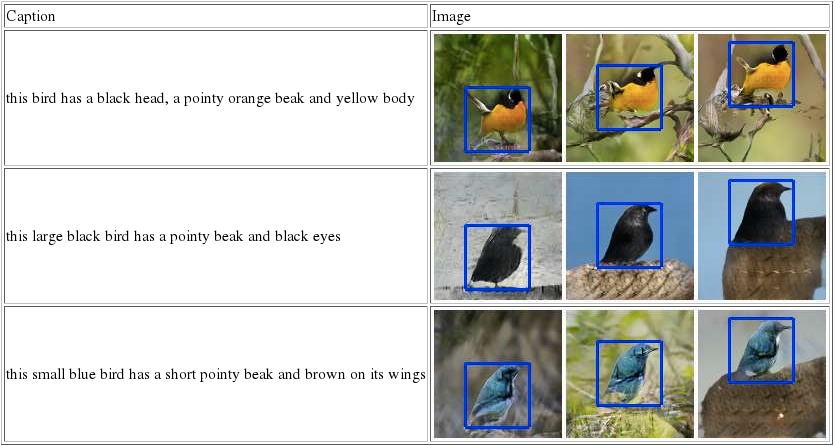 Caption
Image
this bird has a black head, a pointy orange beak and yellow body
this large black bird has a pointy beak and black eyes
this small blue bird has a short pointy beak and brown on its wings